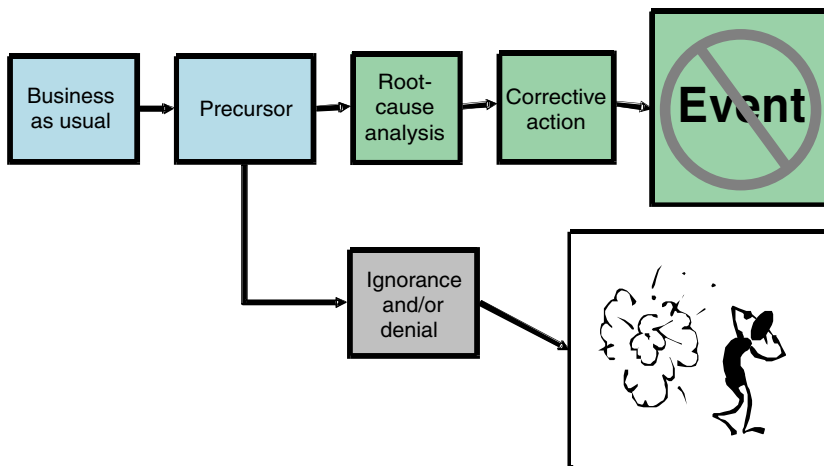 Business
as usual
Precursor
Root-
cause
analysis
Corrective
action
Event
Ignorance
and/or
denial